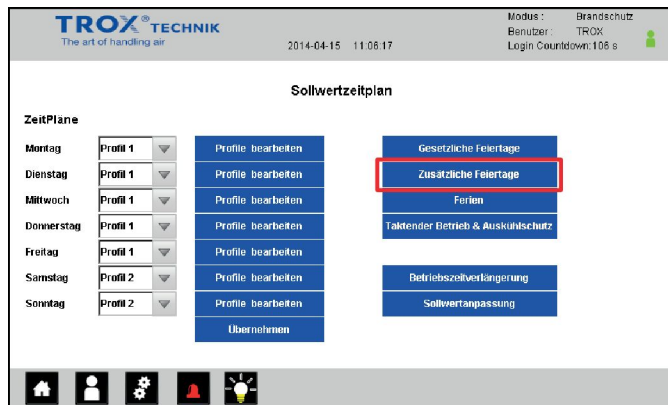 TROX® TECHNIK
The art of handling air
2014-04-15 11:06:17
Modus: Brandschutz
Benutzer: TROX
Login Countdown: 106 s
Sollwertzeitplan
ZeitPläne
Montag Profil 1 Profile bearbeiten Gesetzliche Feiertage
Dienstag Profil 1 Profile bearbeiten Zusätzliche Feiertage
Mittwoch Profil 1 Profile bearbeiten Ferien
Donnerstag Profil 1 Profile bearbeiten Taktender Betrieb & Auskühlschutz
Freitag Profil 1 Profile bearbeiten
Samstag Profil 2 Profile bearbeiten Betriebszeitverlängerung
Sonntag Profil 2 Profile bearbeiten Sollwertanpassung
Übernehmen